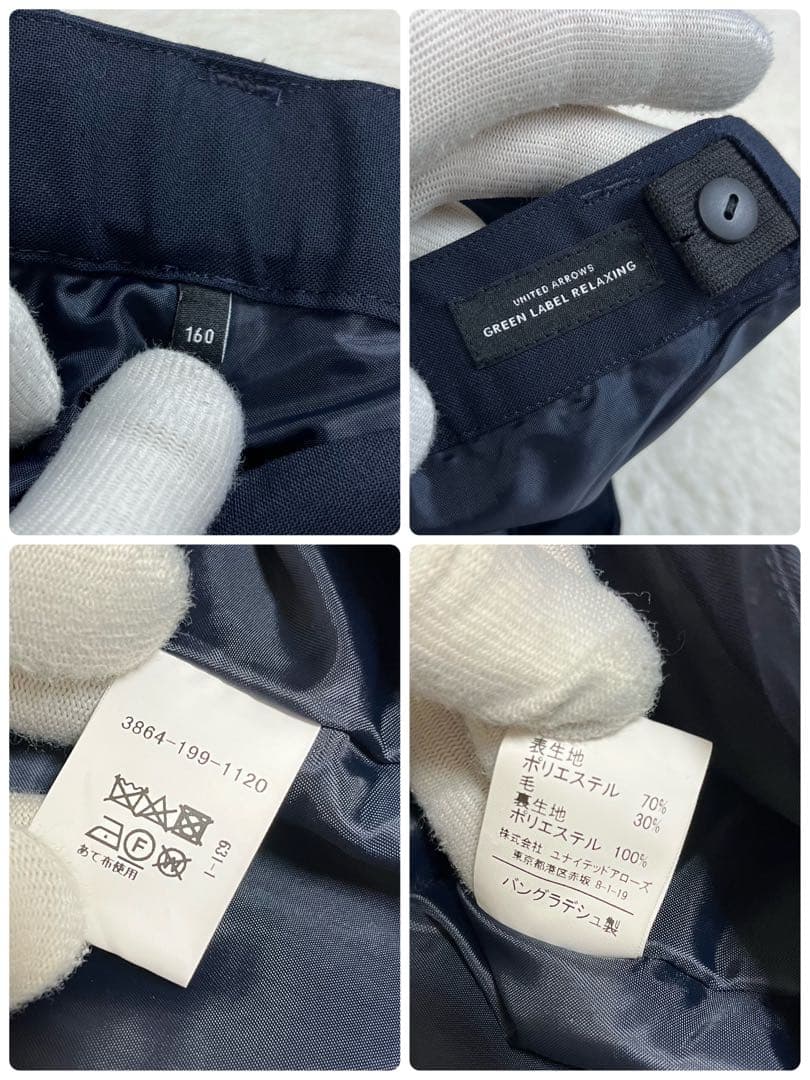 160
UNITED ARROWS
GREEN LABEL RELAXING
3864-199-1120
F
W
あて布使用
639-1
表生地
ポリエステル 70%
毛 30%
裏生地
ポリエステル 100%
株式会社 ユナイテッドアローズ
東京都港区赤坂 8-1-19
バングラデシュ製